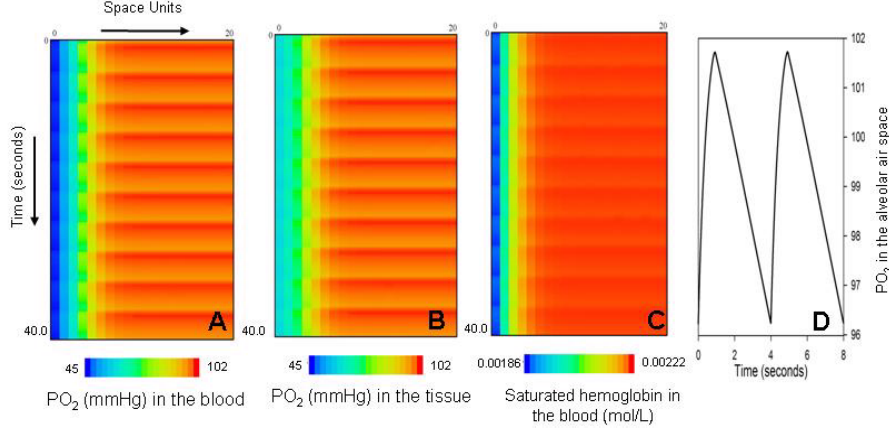 Space Units
0 20 0 20 0 20
0 0 0
Time (seconds)
40.0 40.0 40.0
A B C D
45 102
PO2 (mmHg) in the blood
45 102
PO2 (mmHg) in the tissue
0.00186 0.00222
Saturated hemoglobin in
the blood (mol/L)
102
101
100
99
98
97
96
PO2 in the alveolar air space
0 2 4 6 8
Time (seconds)